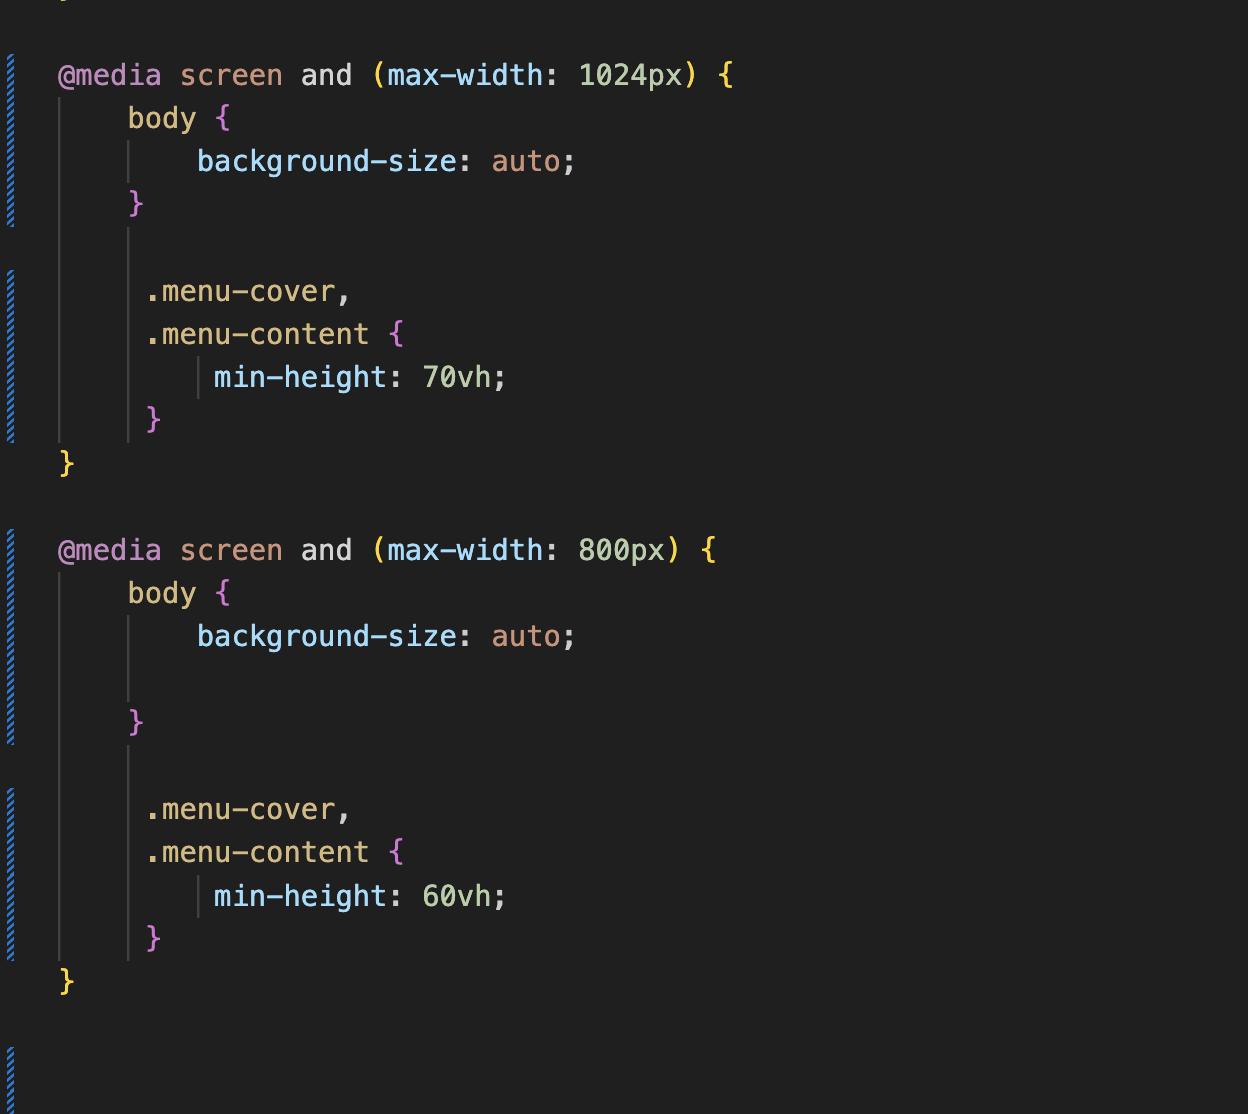 @media screen and (max-width: 1024px) {
body {
background-size: auto;
}
.menu-cover,
.menu-content {
min-height: 70vh;
}
}
@media screen and (max-width: 800px) {
body {
background-size: auto;
}
.menu-cover,
.menu-content {
min-height: 60vh;
}
}